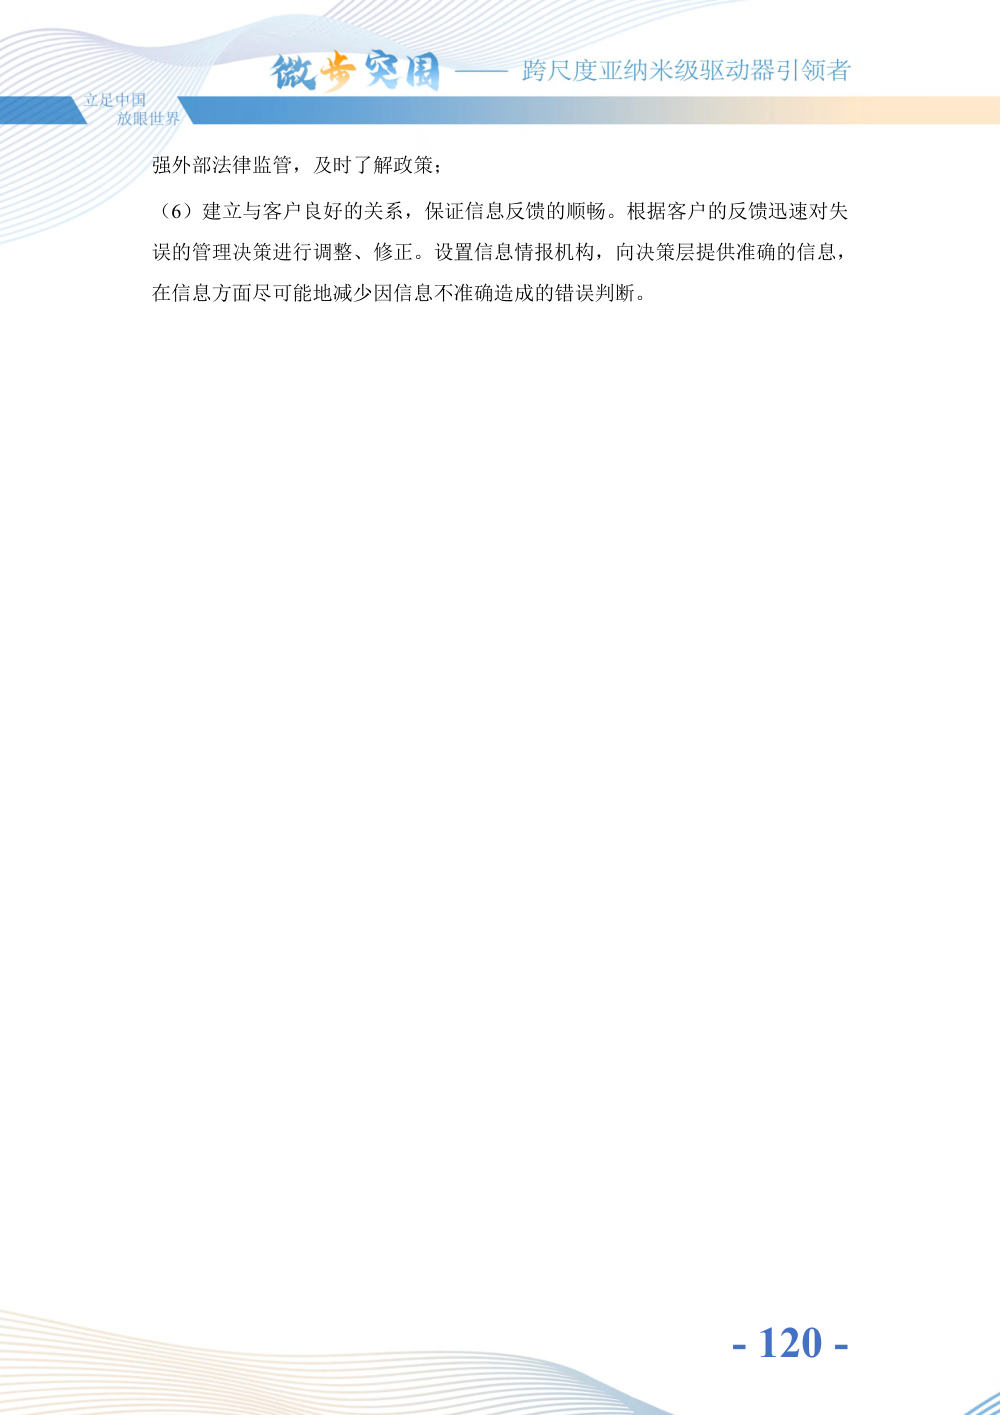 微步突围 —— 跨尺度亚纳米级驱动器引领者
立足中国
放眼世界
强外部法律监管，及时了解政策；
（6）建立与客户良好的关系，保证信息反馈的顺畅。根据客户的反馈迅速对失
误的管理决策进行调整、修正。设置信息情报机构，向决策层提供准确的信息，
在信息方面尽可能地减少因信息不准确造成的错误判断。
- 120 -